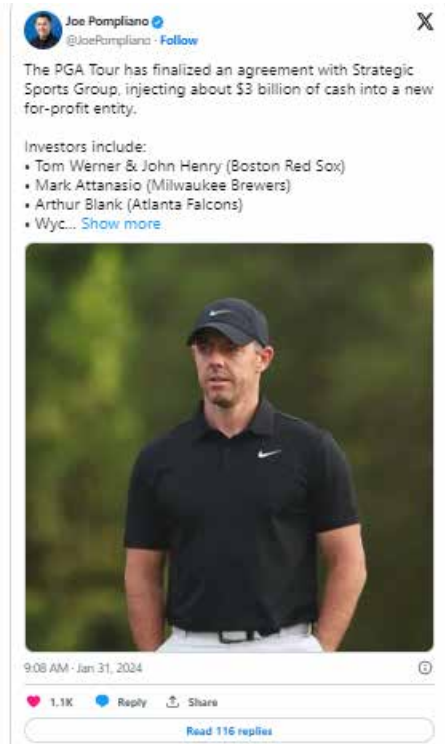 Joe Pompliano
@JoePompliano · Follow
The PGA Tour has finalized an agreement with Strategic
Sports Group, injecting about $3 billion of cash into a new
for-profit entity.
Investors include:
• Tom Werner & John Henry (Boston Red Sox)
• Mark Attanasio (Milwaukee Brewers)
• Arthur Blank (Atlanta Falcons)
• Wyc... Show more
9:08 AM · Jan 31, 2024
1.1K Reply Share
Read 116 replies